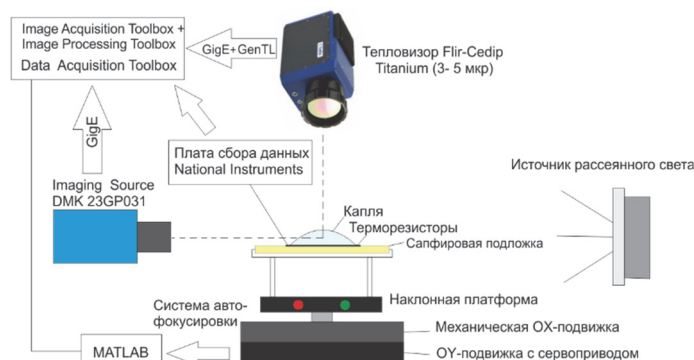 Image Acquisition Toolbox +
Image Processing Toolbox
Data Acquisition Toolbox
GigE+GenTL
Тепловизор Flir-Cedip
Titanium (3- 5 мкр)
GigE
Плата сбора данных
National Instruments
Imaging Source
DMK 23GP031
Источник рассеянного света
Капля
Терморезисторы
Сапфировая подложка
Система авто-
фокусировки
Наклонная платформа
Механическая OX-подвижка
MATLAB
OY-подвижка с сервоприводом